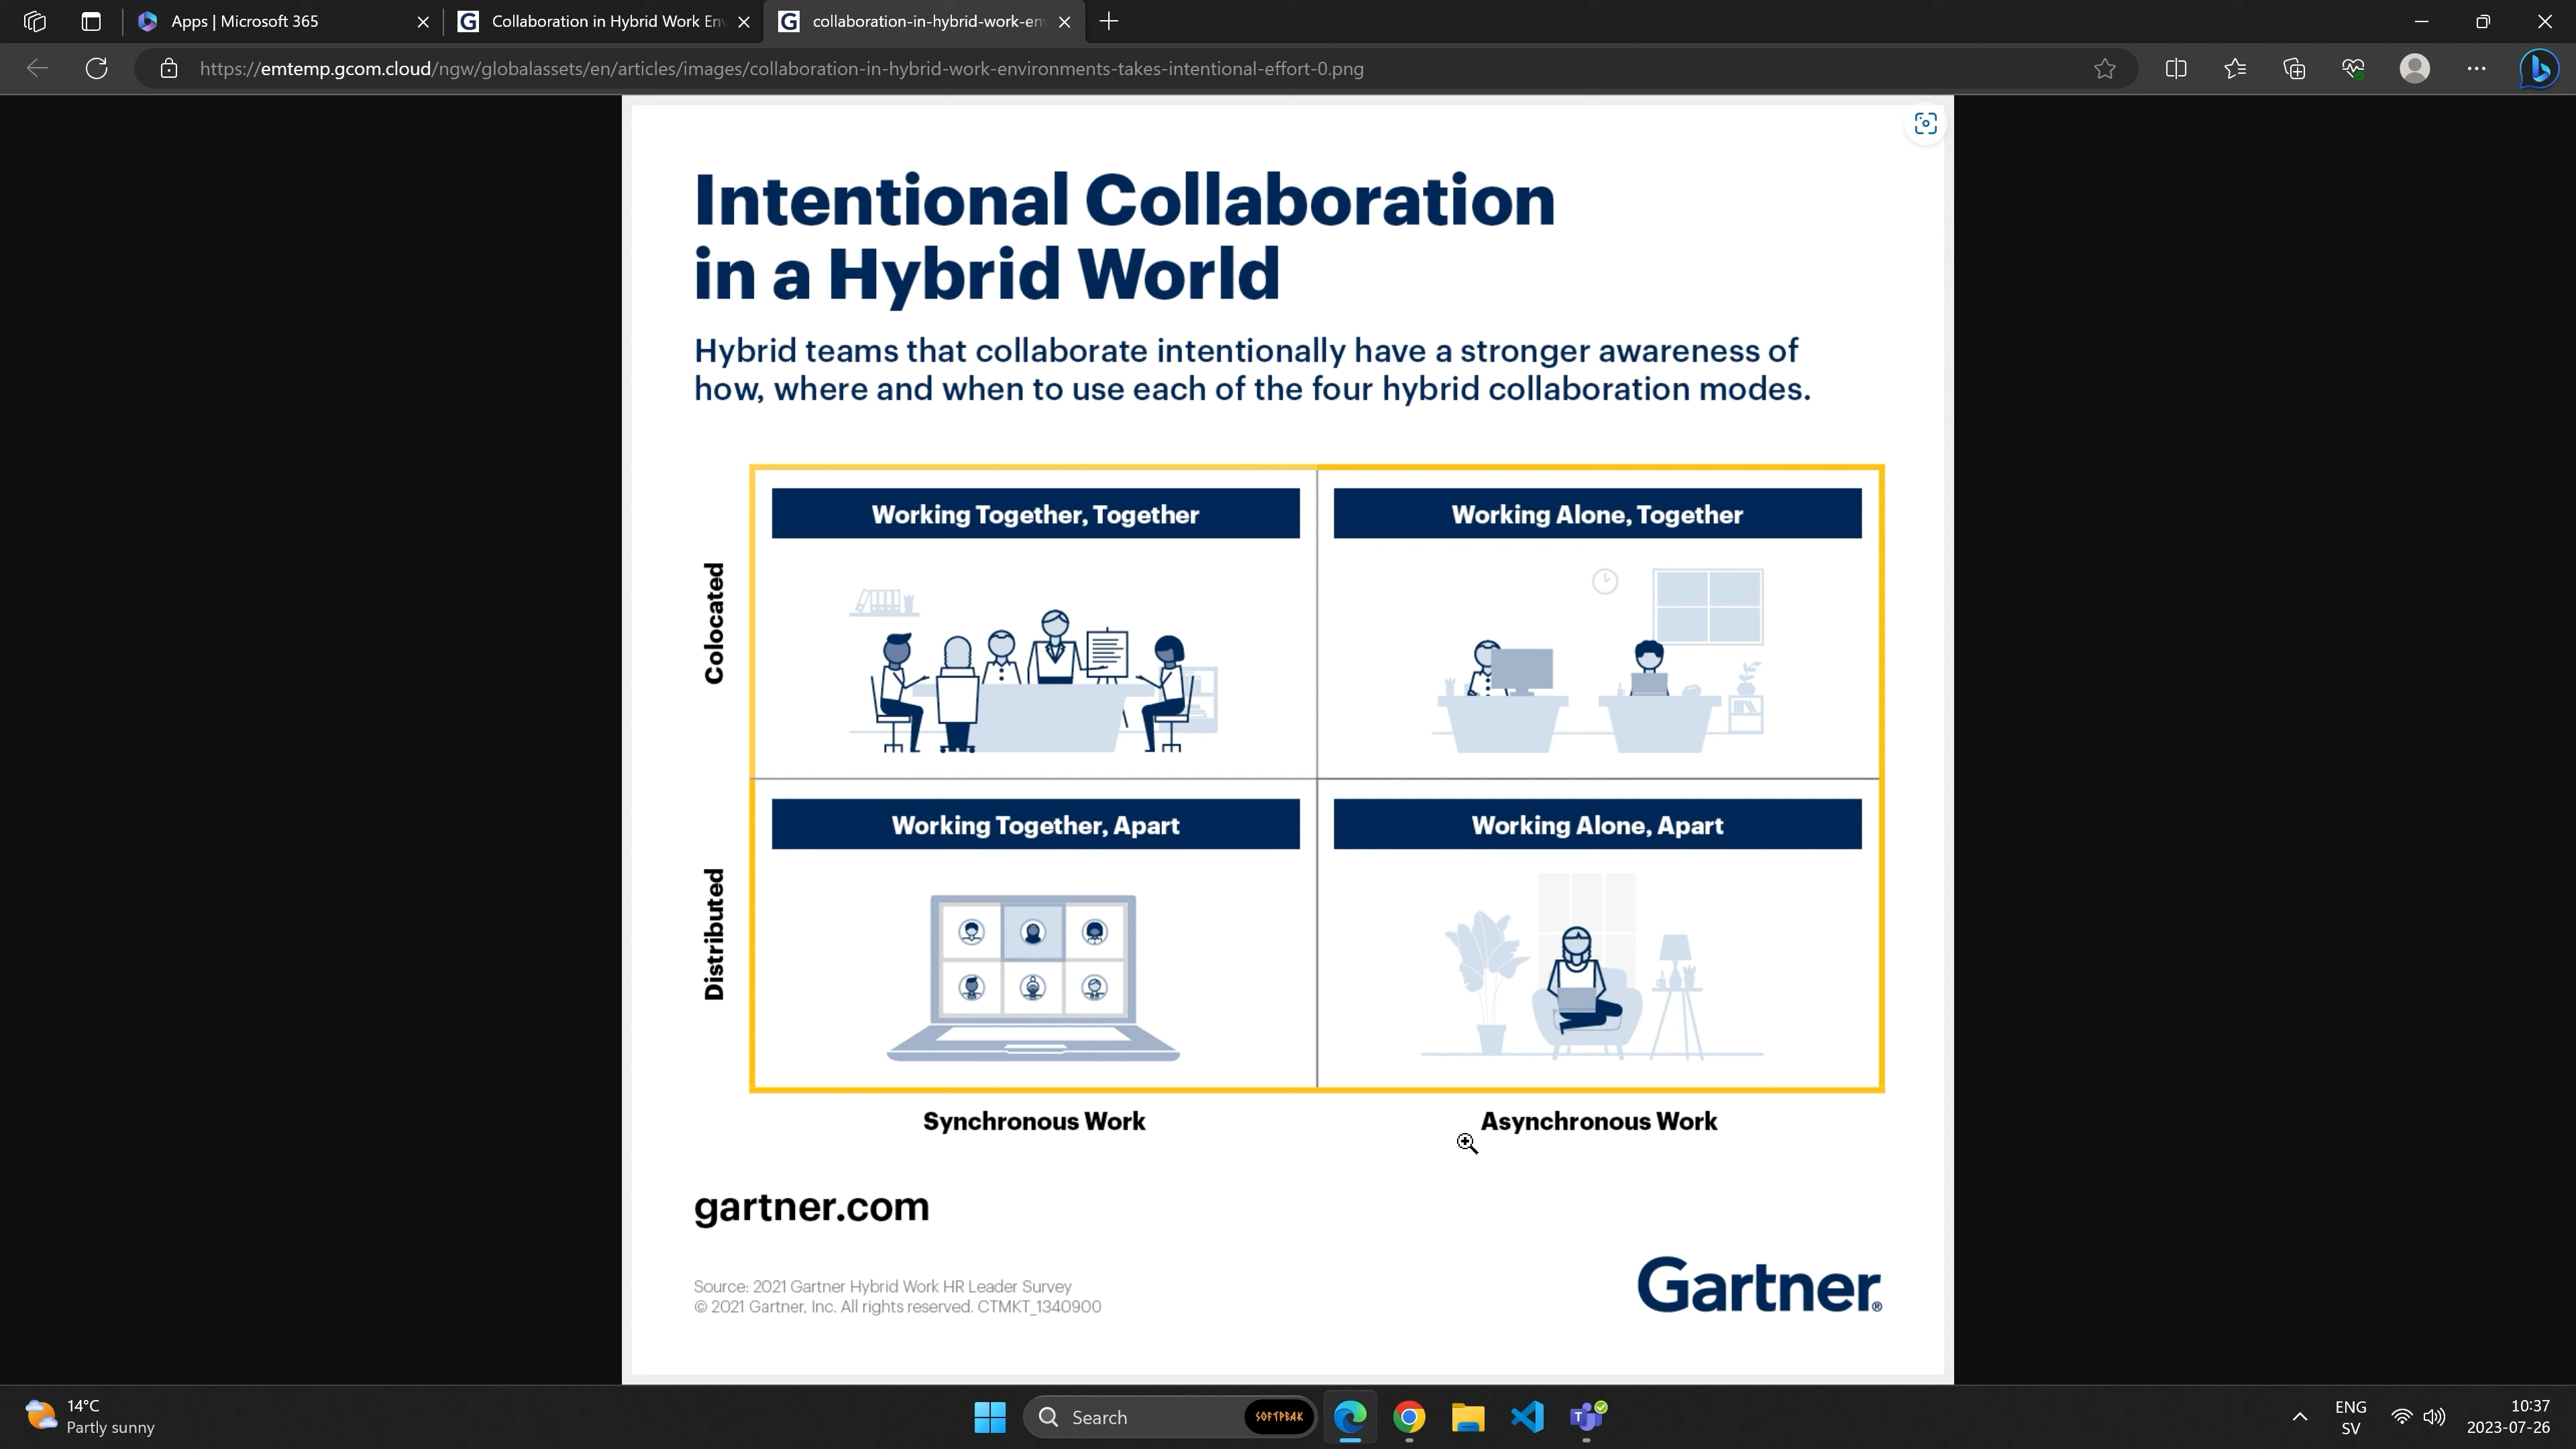 Apps | Microsoft 365
Collaboration in Hybrid Work En
collaboration-in-hybrid-work-en
https://emtemp.gcom.cloud/ngw/globalassets/en/articles/images/collaboration-in-hybrid-work-environments-takes-intentional-effort-0.png
Intentional Collaboration
in a Hybrid World
Hybrid teams that collaborate intentionally have a stronger awareness of
how, where and when to use each of the four hybrid collaboration modes.
Colocated
Working Together, Together
Working Alone, Together
Distributed
Working Together, Apart
Working Alone, Apart
Synchronous Work
Asynchronous Work
gartner.com
Source: 2021 Gartner Hybrid Work HR Leader Survey
© 2021 Gartner, Inc. All rights reserved. CTMKT_1340900
Gartner®
14°C
Partly sunny
Search
SOFTPEAK
ENG
SV
10:37
2023-07-26